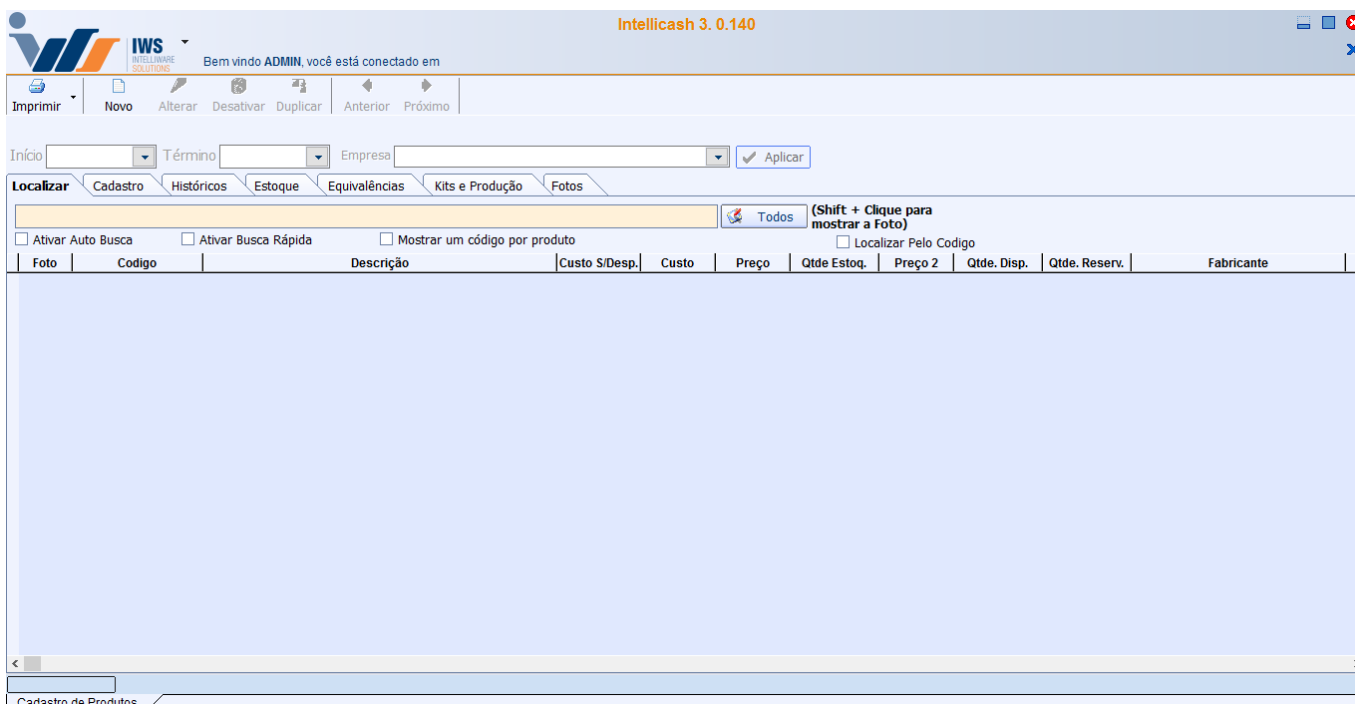 Intellicash 3. 0.140
IWS
INTELLIWARE
SOLUTIONS
Bem vindo ADMIN, você está conectado em
Imprimir Novo Alterar Desativar Duplicar Anterior Próximo
Início Término Empresa Aplicar
Localizar Cadastro Históricos Estoque Equivalências Kits e Produção Fotos
Todos (Shift + Clique para
mostrar a Foto)
Ativar Auto Busca Ativar Busca Rápida Mostrar um código por produto Localizar Pelo Codigo
Foto Codigo Descrição Custo S/Desp. Custo Preço Qtde Estoq. Preço 2 Qtde. Disp. Qtde. Reserv. Fabricante
Cadastro de Produtos